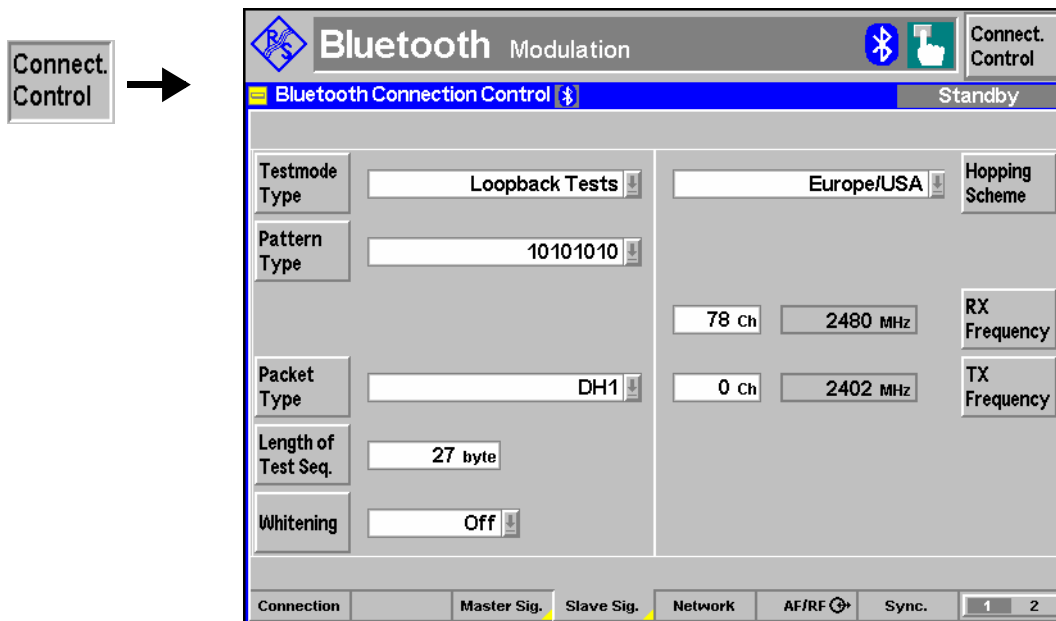 Connect.
Control
R&S
Bluetooth Modulation
Connect.
Control
Bluetooth Connection Control
Standby
Testmode
Type
Loopback Tests
Europe/USA
Hopping
Scheme
Pattern
Type
10101010
78 Ch
2480 MHz
RX
Frequency
Packet
Type
DH1
0 Ch
2402 MHz
TX
Frequency
Length of
Test Seq.
27 byte
Whitening
Off
Connection
Master Sig.
Slave Sig.
Network
AF/RF
Sync.
1 2